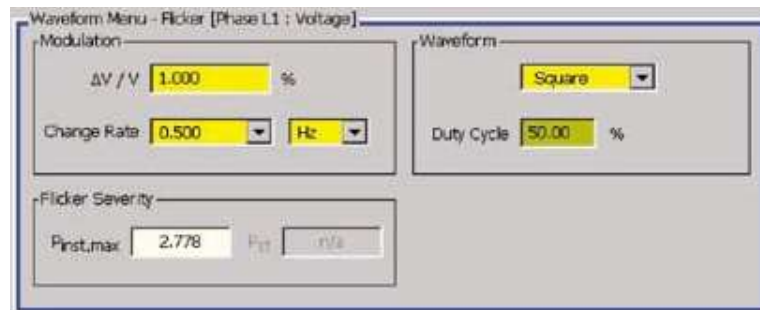 Waveform Menu - Flicker [Phase L1 : Voltage]
Modulation
ΔV / V 1.000 %
Change Rate 0.500 Hz
Waveform
Square
Duty Cycle 50.00 %
Flicker Severity
Pinst,max 2.778 Pst n/a